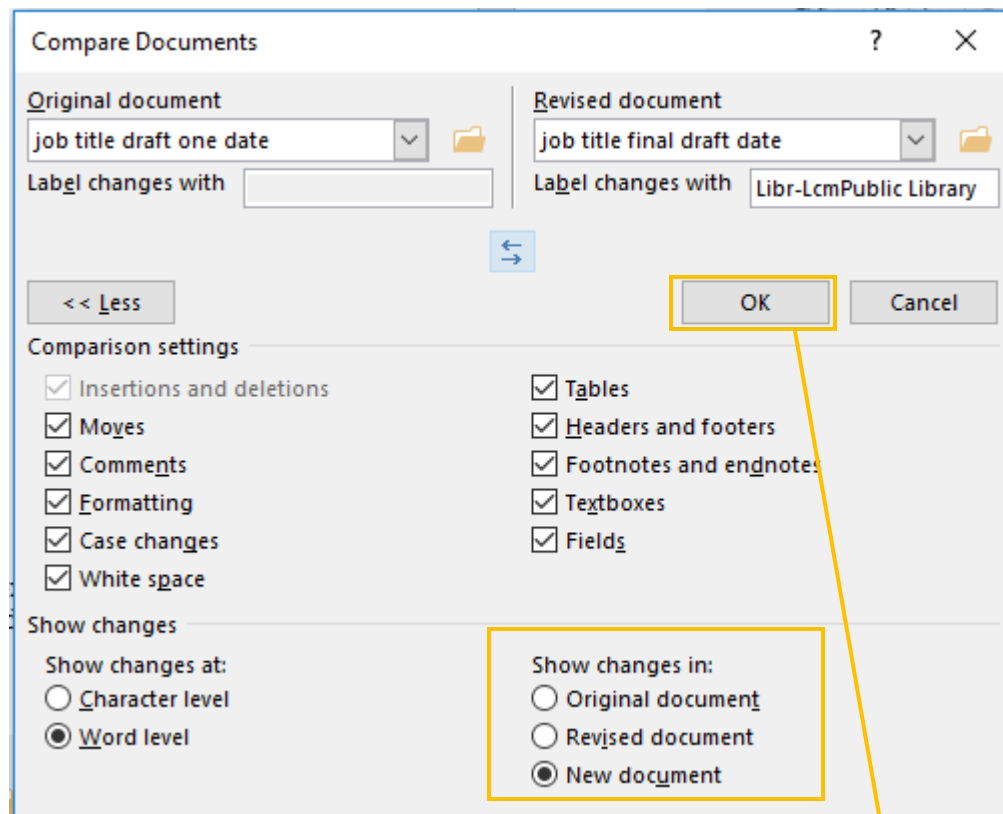 Compare Documents ?
Original document
job title draft one date
Label changes with
Revised document
job title final draft date
Label changes with Libr-LcmPublic Library
<< Less
OK
Cancel
Comparison settings
Insertions and deletions
Moves
Comments
Formatting
Case changes
White space
Tables
Headers and footers
Footnotes and endnotes
Textboxes
Fields
Show changes
Show changes at:
Character level
Word level
Show changes in:
Original document
Revised document
New document